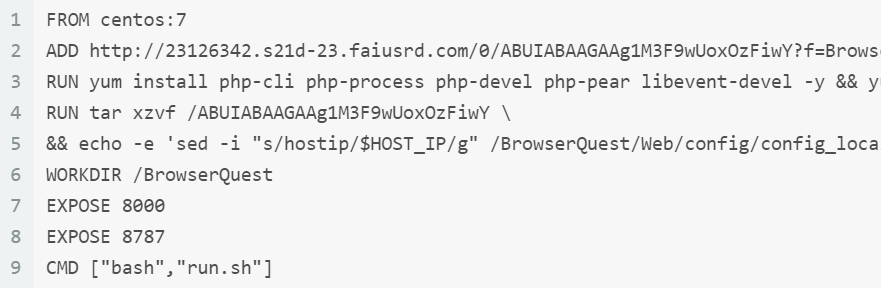 1 FROM centos:7
2 ADD http://23126342.s21d-23.faiusrd.com/0/ABUIABAAGAAg1M3F9wUoxOzFiwY?f=Brows
3 RUN yum install php-cli php-process php-devel php-pear libevent-devel -y && y
4 RUN tar xzvf /ABUIABAAGAAg1M3F9wUoxOzFiwY \
5 && echo -e 'sed -i "s/hostip/$HOST_IP/g" /BrowserQuest/Web/config/config_loca
6 WORKDIR /BrowserQuest
7 EXPOSE 8000
8 EXPOSE 8787
9 CMD ["bash","run.sh"]